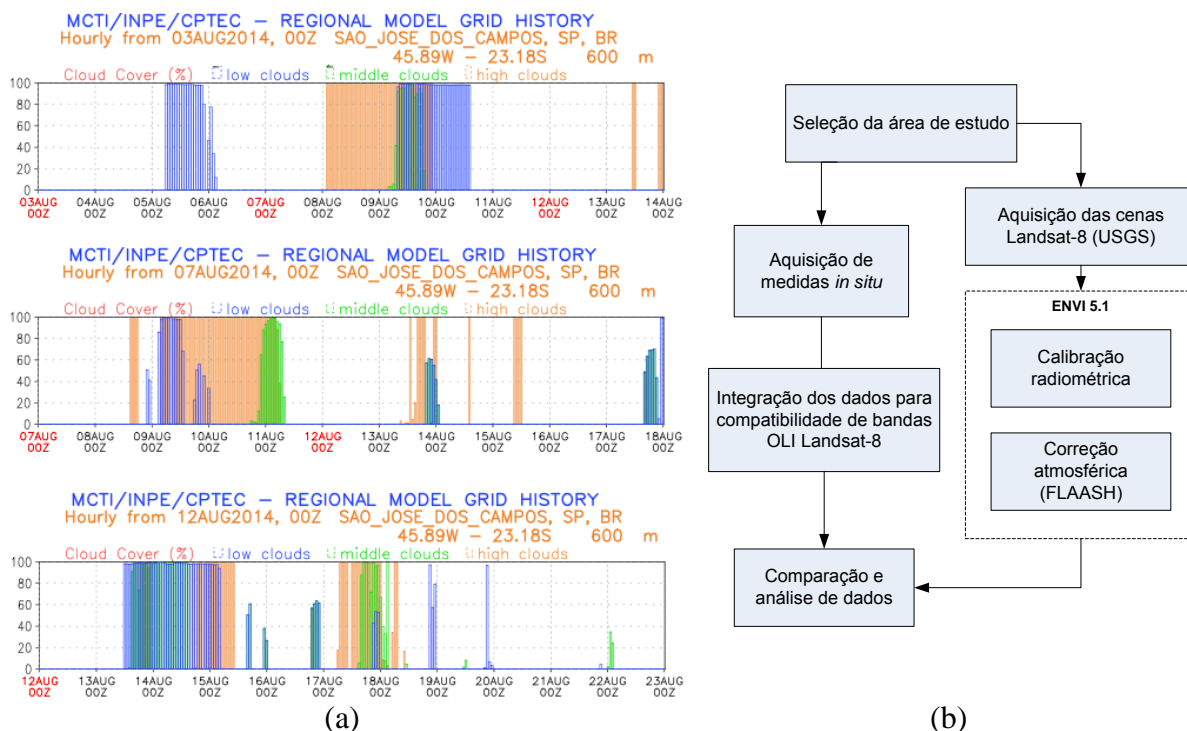 MCTI/INPE/CPTEC – REGIONAL MODEL GRID HISTORY
Hourly from 03AUG2014, 00Z SAO_JOSE_DOS_CAMPOS, SP, BR
45.89W – 23.18S 600 m
Cloud Cover (%) low clouds middle clouds high clouds
100
80
60
40
20
0
03AUG 04AUG 05AUG 06AUG 07AUG 08AUG 09AUG 10AUG 11AUG 12AUG 13AUG 14AUG
00Z 00Z 00Z 00Z 00Z 00Z 00Z 00Z 00Z 00Z 00Z 00Z
MCTI/INPE/CPTEC – REGIONAL MODEL GRID HISTORY
Hourly from 07AUG2014, 00Z SAO_JOSE_DOS_CAMPOS, SP, BR
45.89W – 23.18S 600 m
Cloud Cover (%) low clouds middle clouds high clouds
100
80
60
40
20
0
07AUG 08AUG 09AUG 10AUG 11AUG 12AUG 13AUG 14AUG 15AUG 16AUG 17AUG 18AUG
00Z 00Z 00Z 00Z 00Z 00Z 00Z 00Z 00Z 00Z 00Z 00Z
MCTI/INPE/CPTEC – REGIONAL MODEL GRID HISTORY
Hourly from 12AUG2014, 00Z SAO_JOSE_DOS_CAMPOS, SP, BR
45.89W – 23.18S 600 m
Cloud Cover (%) low clouds middle clouds high clouds
100
80
60
40
20
0
12AUG 13AUG 14AUG 15AUG 16AUG 17AUG 18AUG 19AUG 20AUG 21AUG 22AUG 23AUG
00Z 00Z 00Z 00Z 00Z 00Z 00Z 00Z 00Z 00Z 00Z 00Z
(a)
Seleção da área de estudo
Aquisição de
medidas in situ
Integração dos dados para
compatibilidade de bandas
OLI Landsat-8
Aquisição das cenas
Landsat-8 (USGS)
ENVI 5.1
Calibração
radiométrica
Correção
atmosférica
(FLAASH)
Comparação e
análise de dados
(b)